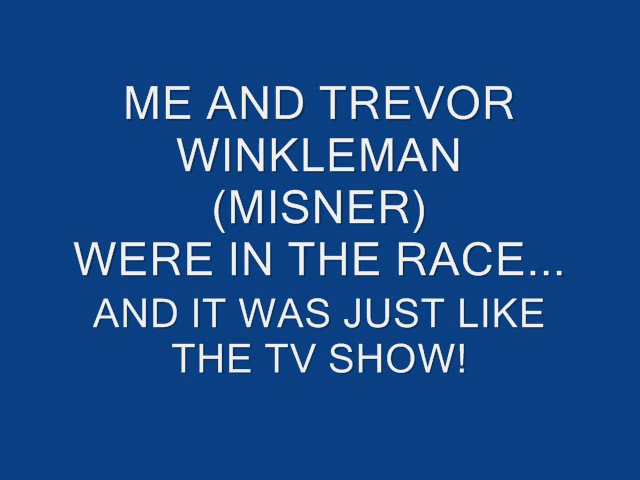 ME AND TREVOR
WINKLEMAN
(MISNER)
WERE IN THE RACE...
AND IT WAS JUST LIKE
THE TV SHOW!